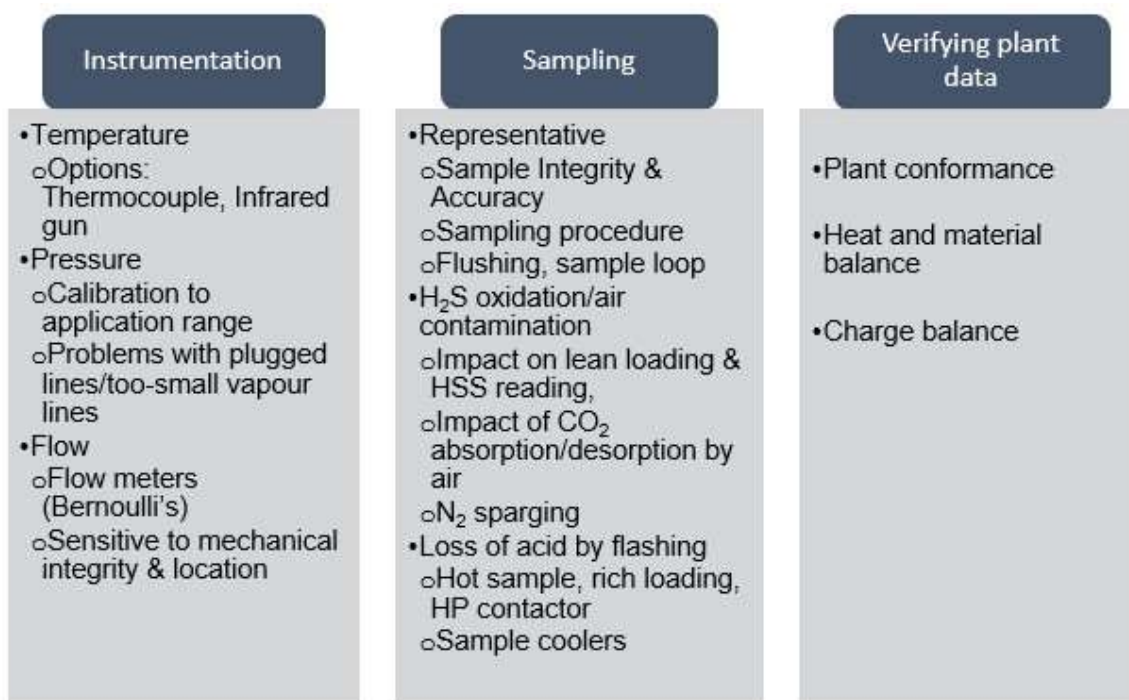 Instrumentation
•Temperature
oOptions:
Thermocouple, Infrared
gun
•Pressure
oCalibration to
application range
oProblems with plugged
lines/too-small vapour
lines
•Flow
oFlow meters
(Bernoulli's)
oSensitive to mechanical
integrity & location
Sampling
•Representative
oSample Integrity &
Accuracy
oSampling procedure
oFlushing, sample loop
•H₂S oxidation/air
contamination
oImpact on lean loading &
HSS reading,
oImpact of CO₂
absorption/desorption by
air
oN₂ sparging
•Loss of acid by flashing
oHot sample, rich loading,
HP contactor
oSample coolers
Verifying plant
data
•Plant conformance
•Heat and material
balance
•Charge balance